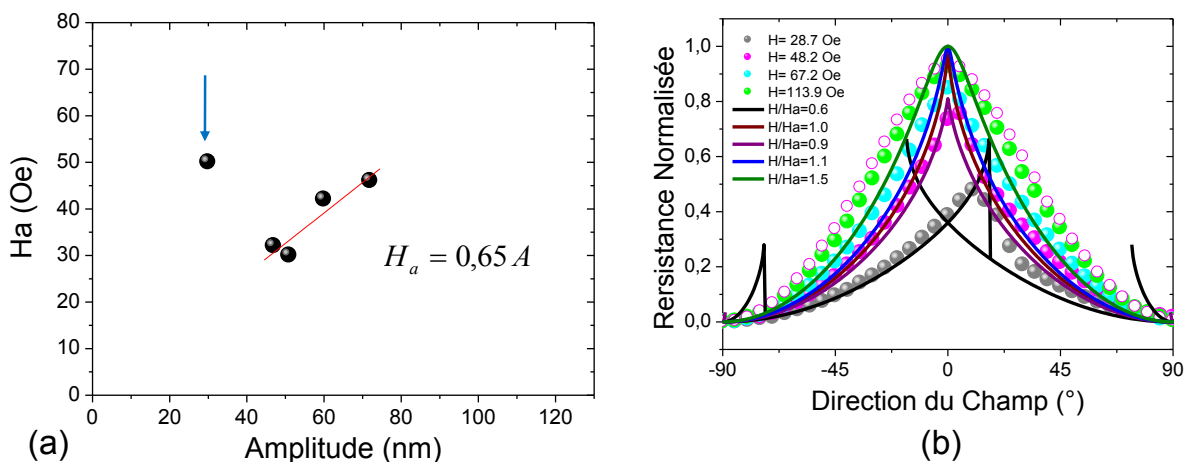 80
70
60
50
40
30
20
10
0
Ha (Oe)
0 20 40 60 80 100 120
Amplitude (nm)
H_a = 0,65 A
(a)
1,0
0,8
0,6
0,4
0,2
0,0
Rersistance Normalisée
H= 28.7 Oe
H= 48.2 Oe
H= 67.2 Oe
H=113.9 Oe
H/Ha=0.6
H/Ha=1.0
H/Ha=0.9
H/Ha=1.1
H/Ha=1.5
-90 -45 0 45 90
Direction du Champ (°)
(b)